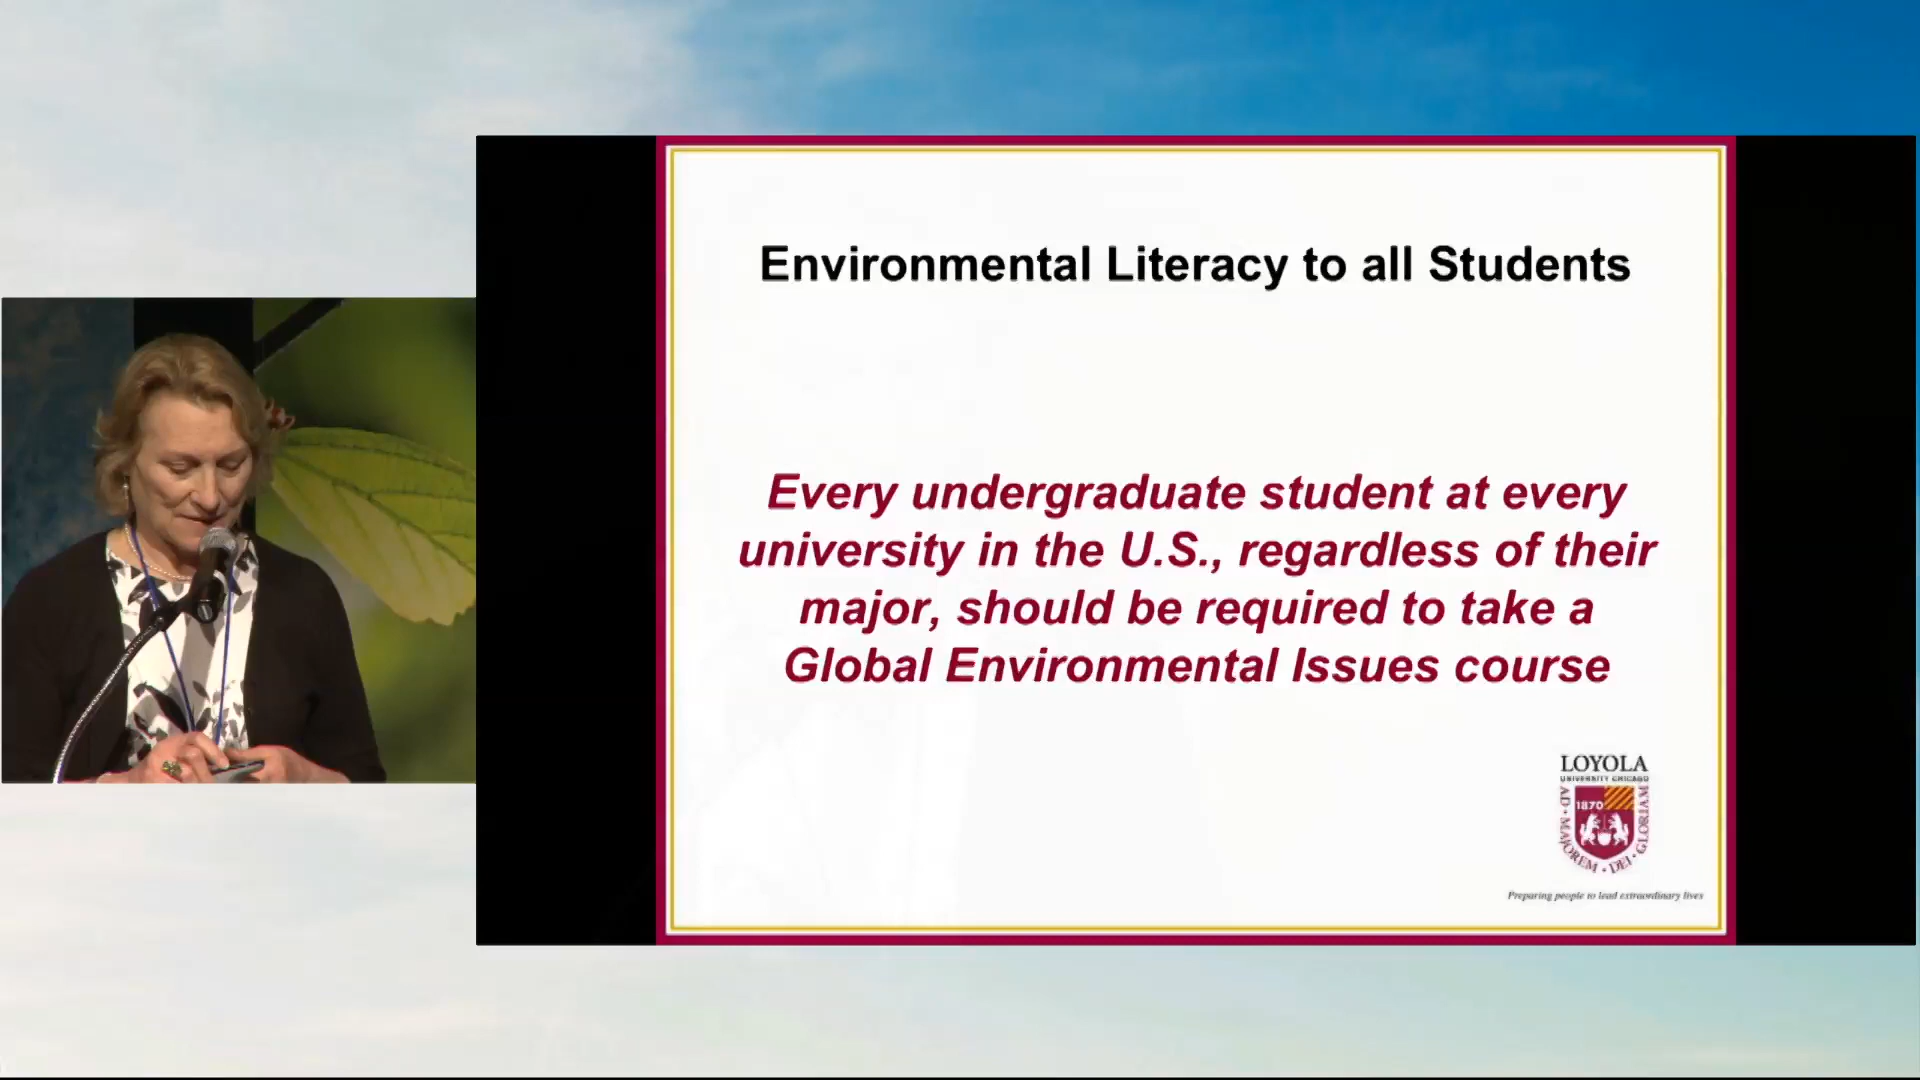 Environmental Literacy to all Students
Every undergraduate student at every
university in the U.S., regardless of their
major, should be required to take a
Global Environmental Issues course
LOYOLA
UNIVERSITY CHICAGO
1870
AD • MAJOREM • DEI • GLORIAM
Preparing people to lead extraordinary lives